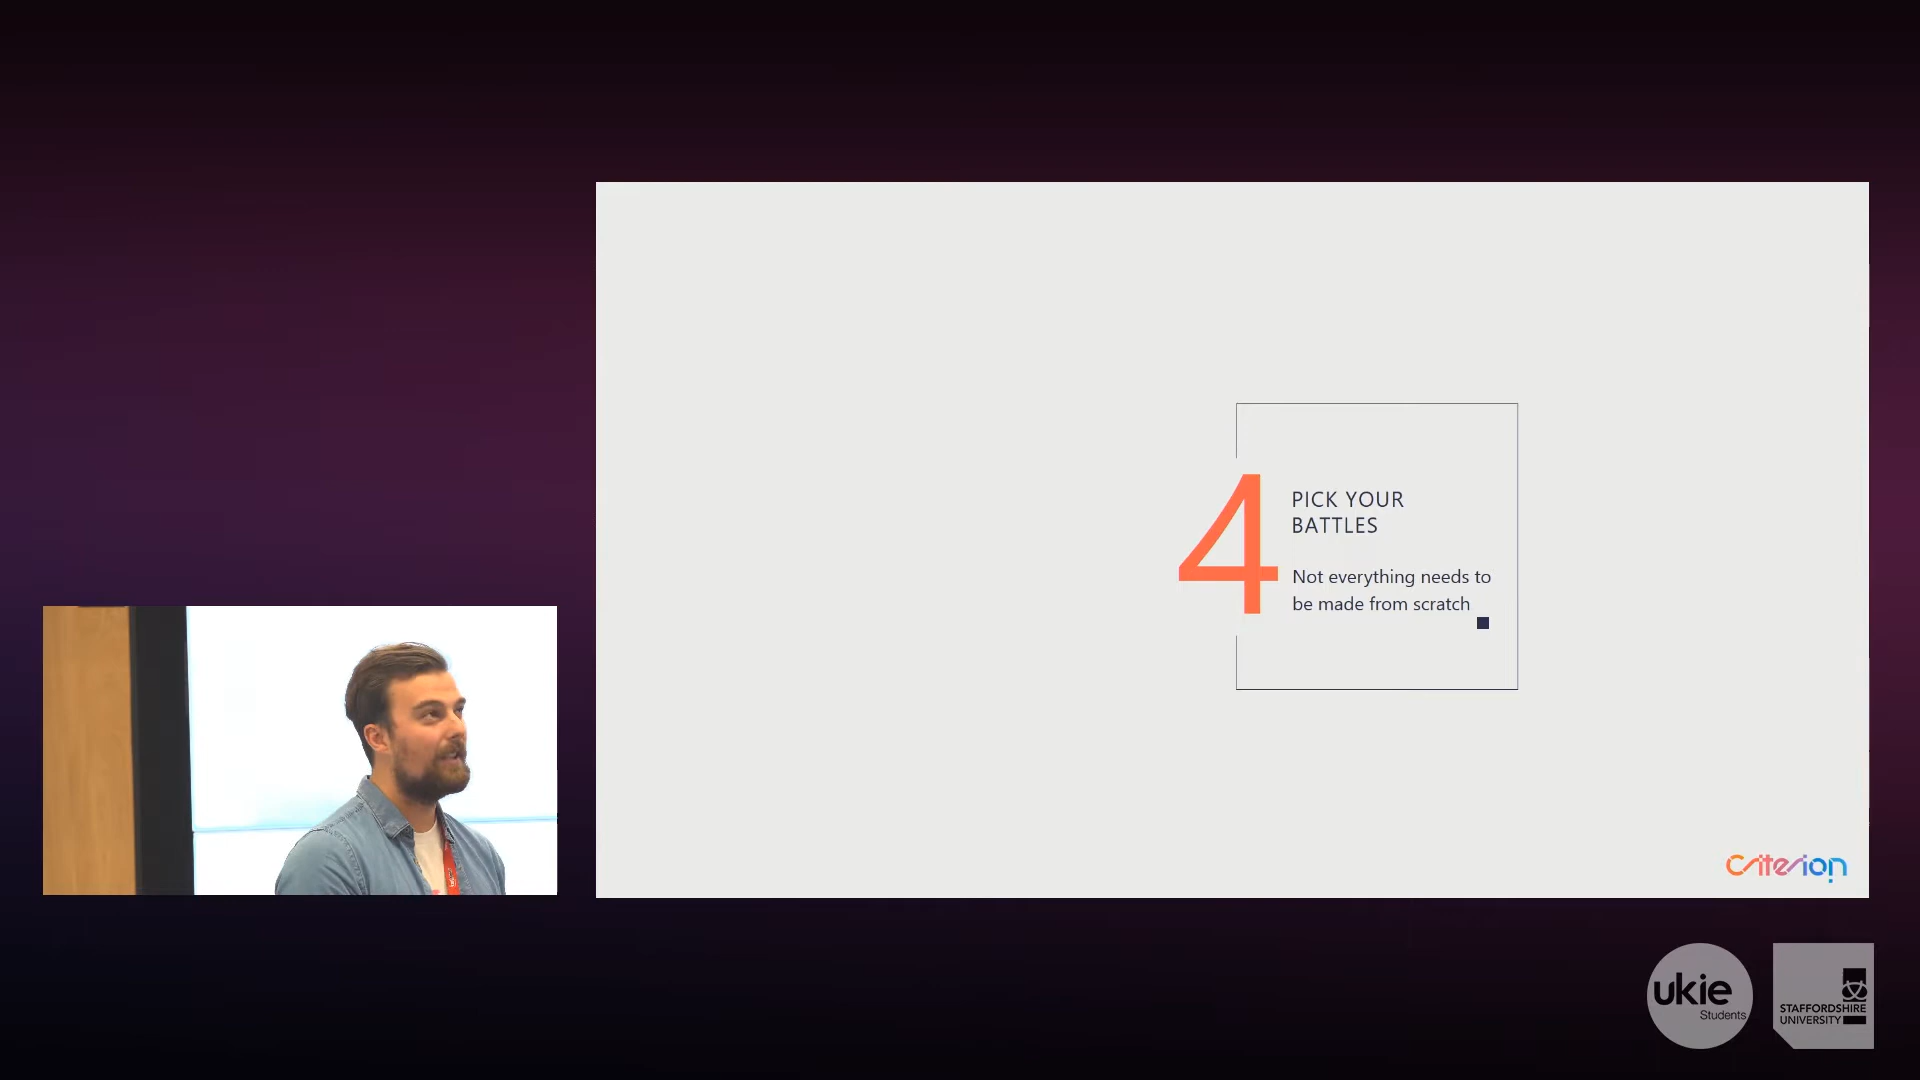 4
PICK YOUR
BATTLES
Not everything needs to
be made from scratch
Criterion
ukie
Students
STAFFORDSHIRE
UNIVERSITY